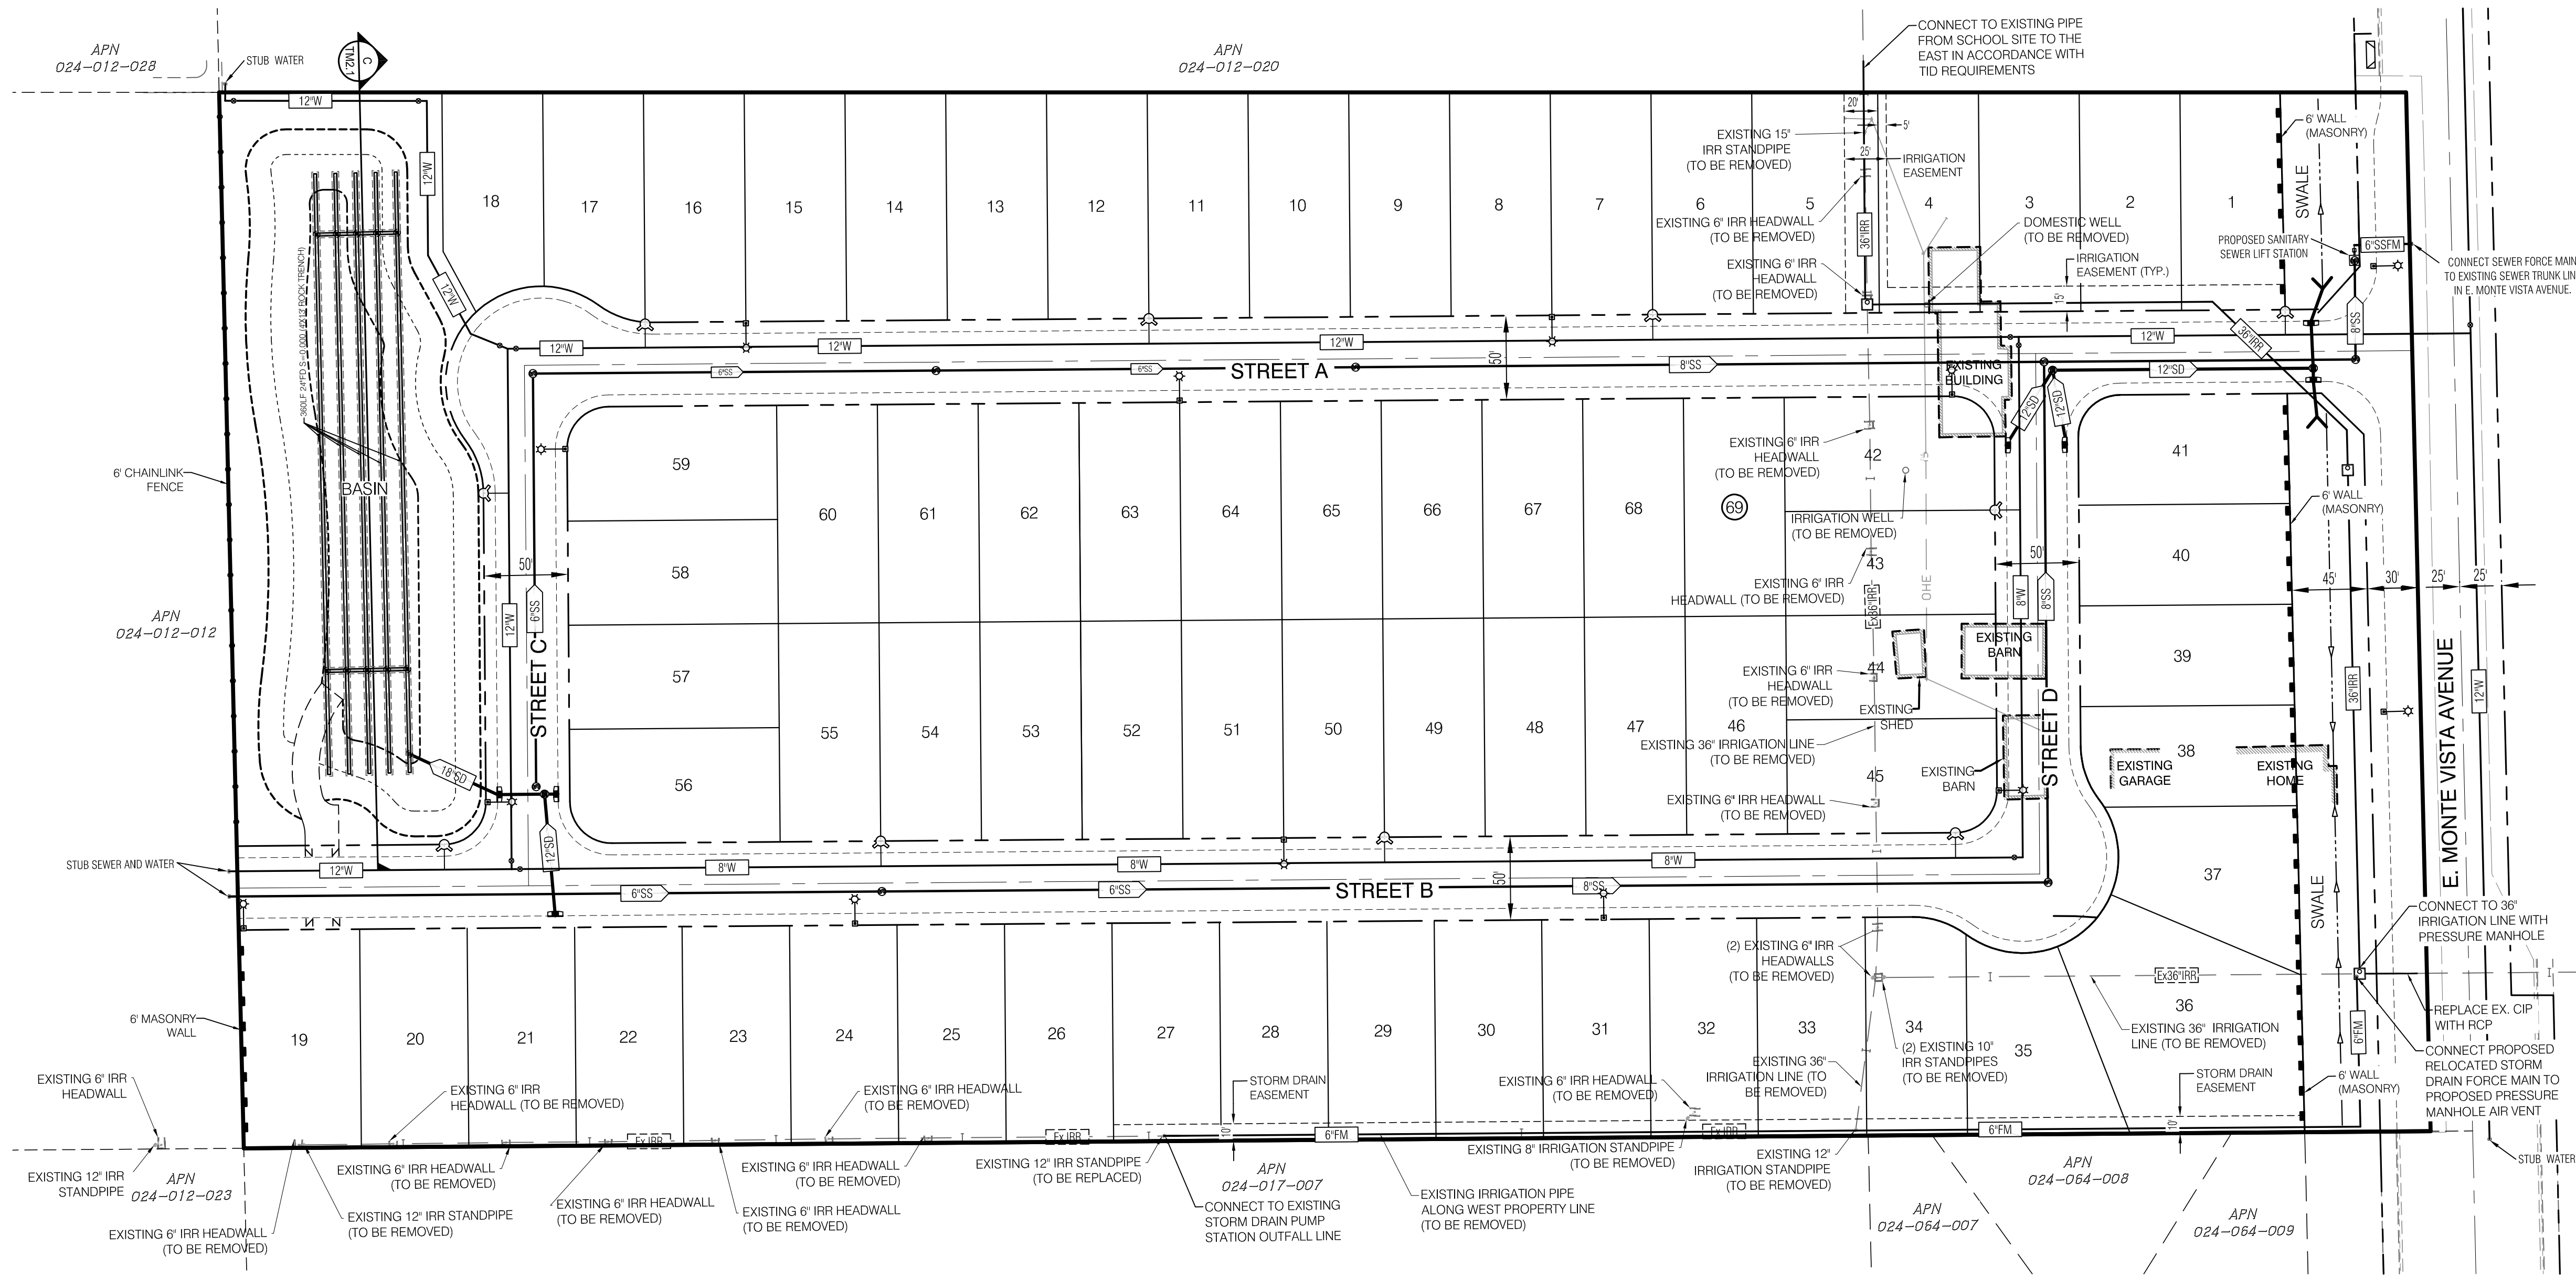 APN
024-012-028
STUB WATER
C
TM2.1
APN
024-012-020
CONNECT TO EXISTING PIPE
FROM SCHOOL SITE TO THE
EAST IN ACCORDANCE WITH
TID REQUIREMENTS
12"W
12"W
12"W
20'
5'
25'
EXISTING 15"
IRR STANDPIPE
(TO BE REMOVED)
IRRIGATION
EASEMENT
6' WALL
(MASONRY)
SWALE
18
17
16
15
14
13
12
11
10
9
8
7
6
5
4
3
2
1
EXISTING 6" IRR HEADWALL
(TO BE REMOVED)
36"IRR
DOMESTIC WELL
(TO BE REMOVED)
EXISTING 6" IRR
HEADWALL
(TO BE REMOVED)
IRRIGATION
EASEMENT (TYP.)
15'
PROPOSED SANITARY
SEWER LIFT STATION
6"SSFM
CONNECT SEWER FORCE MAIN
TO EXISTING SEWER TRUNK LIN
IN E. MONTE VISTA AVENUE.
8"SS
36"IRR
12"W
12"W
12"W
12"W
50'
6"SS
6"SS
STREET A
8"SS
EXISTING
BUILDING
12"SD
12"SD
12"SD
360LF 24"FD S=0.000 (4'X13' ROCK TRENCH)
BASIN
6' CHAINLINK
FENCE
APN
024-012-012
50'
12"W
6"SS
STREET C
18"SD
12"SD
59
58
57
56
60
61
62
63
64
65
66
67
68
69
EXISTING 6" IRR
HEADWALL
(TO BE REMOVED)
42
IRRIGATION WELL
(TO BE REMOVED)
43
EXISTING 6" IRR
HEADWALL (TO BE REMOVED)
Ex36"IRR
OHE
EXISTING
BARN
44
EXISTING 6" IRR
HEADWALL
(TO BE REMOVED)
EXISTING
SHED
EXISTING 36" IRRIGATION LINE
(TO BE REMOVED)
45
EXISTING
BARN
EXISTING 6" IRR HEADWALL
(TO BE REMOVED)
55
54
53
52
51
50
49
48
47
46
50'
8"W
8"SS
STREET D
41
40
39
38
37
6' WALL
(MASONRY)
45'
30'
25'
25'
36"IRR
12"W
E. MONTE VISTA AVENUE
EXISTING
GARAGE
EXISTING
HOME
STUB SEWER AND WATER
12"W
8"W
8"W
8"W
6"SS
6"SS
STREET B
50'
8"SS
SWALE
CONNECT TO 36"
IRRIGATION LINE WITH
PRESSURE MANHOLE
(2) EXISTING 6" IRR
HEADWALLS
(TO BE REMOVED)
Ex36"IRR
6' MASONRY
WALL
19
20
21
22
23
24
25
26
27
28
29
30
31
32
33
34
35
36
EXISTING 36" IRRIGATION
LINE (TO BE REMOVED)
6"FM
REPLACE EX. CIP
WITH RCP
(2) EXISTING 10"
IRR STANDPIPES
(TO BE REMOVED)
EXISTING 36"
IRRIGATION LINE (TO
BE REMOVED)
CONNECT PROPOSED
RELOCATED STORM
DRAIN FORCE MAIN TO
PROPOSED PRESSURE
MANHOLE AIR VENT
6' WALL
(MASONRY)
STORM DRAIN
EASEMENT
EXISTING 6" IRR
HEADWALL
EXISTING 6" IRR
HEADWALL (TO BE REMOVED)
EXISTING 6" IRR HEADWALL
(TO BE REMOVED)
STORM DRAIN
EASEMENT
EXISTING 6" IRR HEADWALL
(TO BE REMOVED)
Ex IRR
Ex IRR
10'
6"FM
Ex IRR
6"FM
10'
EXISTING 12" IRR
STANDPIPE
APN
024-012-023
EXISTING 6" IRR HEADWALL
(TO BE REMOVED)
EXISTING 6" IRR HEADWALL
(TO BE REMOVED)
EXISTING 12" IRR STANDPIPE
(TO BE REPLACED)
APN
024-017-007
EXISTING 8" IRRIGATION STANDPIPE
(TO BE REMOVED)
EXISTING 12"
IRRIGATION STANDPIPE
(TO BE REMOVED)
APN
024-064-008
STUB WATER
EXISTING 6" IRR HEADWALL
(TO BE REMOVED)
EXISTING 12" IRR STANDPIPE
(TO BE REMOVED)
EXISTING 6" IRR HEADWALL
(TO BE REMOVED)
EXISTING 6" IRR HEADWALL
(TO BE REMOVED)
CONNECT TO EXISTING
STORM DRAIN PUMP
STATION OUTFALL LINE
EXISTING IRRIGATION PIPE
ALONG WEST PROPERTY LINE
(TO BE REMOVED)
APN
024-064-007
APN
024-064-009